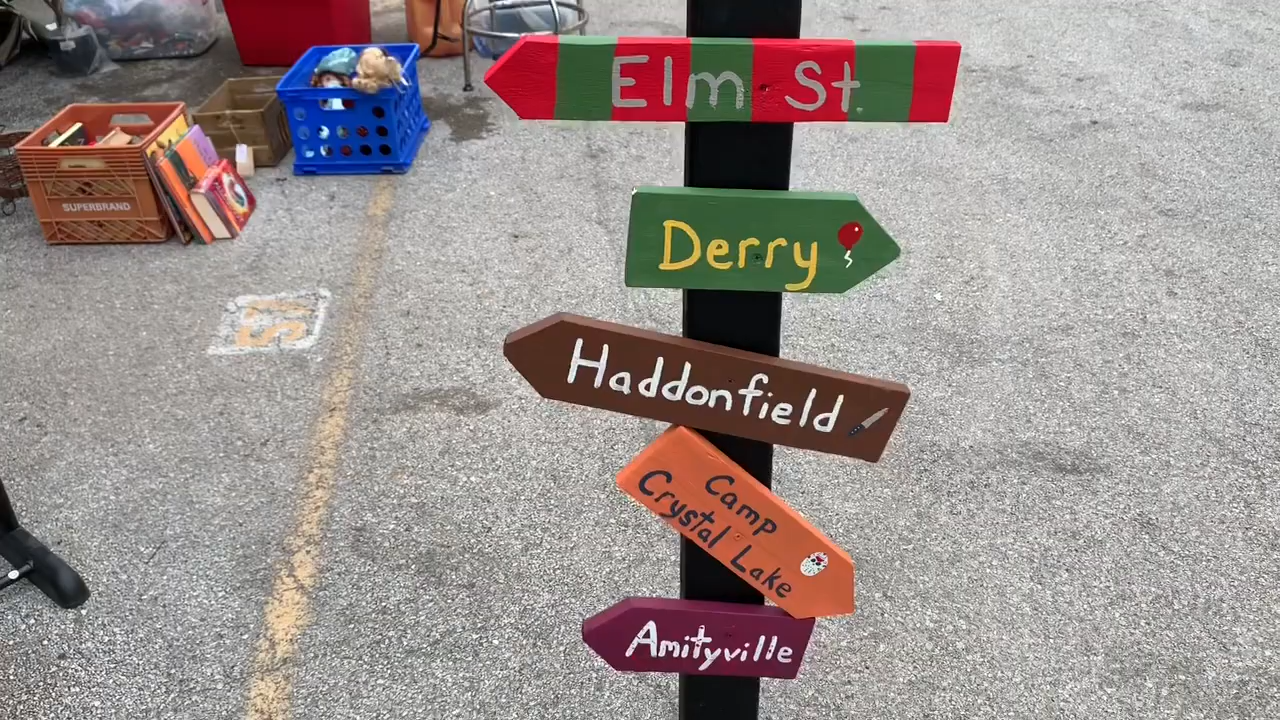 Elm St.
Derry
Haddonfield
Camp
Crystal Lake
Amityville
SUPERBRAND